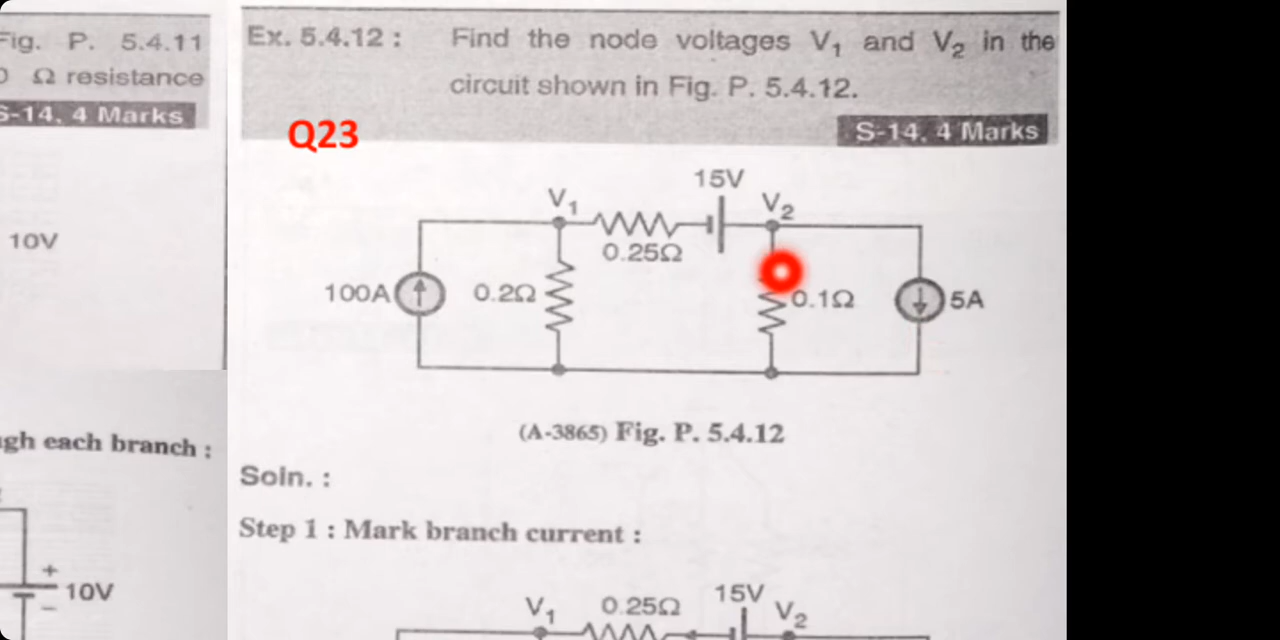 Fig. P. 5.4.11
Ω resistance
S-14, 4 Marks
10V
ugh each branch :
+
10V
−
Ex. 5.4.12 : Find the node voltages V₁ and V₂ in the
circuit shown in Fig. P. 5.4.12.
S-14, 4 Marks
Q23
15V
V₁
V₂
0.25Ω
100A
0.2Ω
0.1Ω
5A
(A-3865) Fig. P. 5.4.12
Soln. :
Step 1 : Mark branch current :
V₁
0.25Ω
15V
V₂